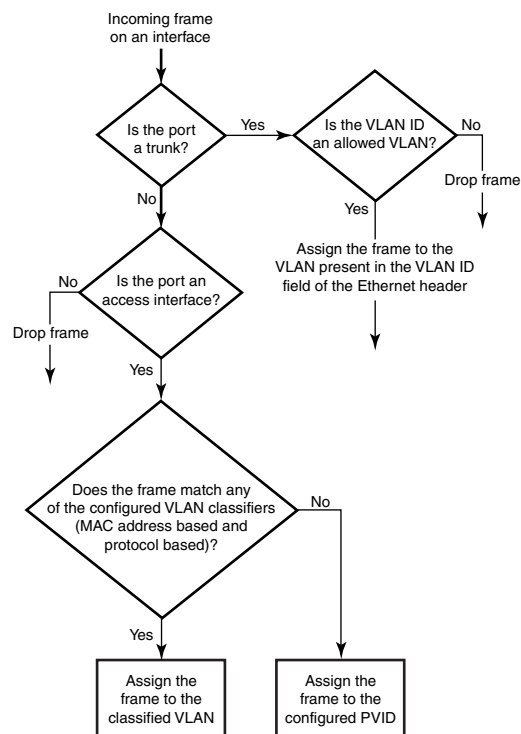 Incoming frame
on an interface
Is the port
a trunk?
Yes
Is the VLAN ID
an allowed VLAN?
No
Drop frame
Yes
Assign the frame to the
VLAN present in the VLAN ID
field of the Ethernet header
No
Is the port an
access interface?
No
Drop frame
Yes
Does the frame match any
of the configured VLAN classifiers
(MAC address based and
protocol based)?
No
Yes
Assign the
frame to the
classified VLAN
Assign the
frame to the
configured PVID